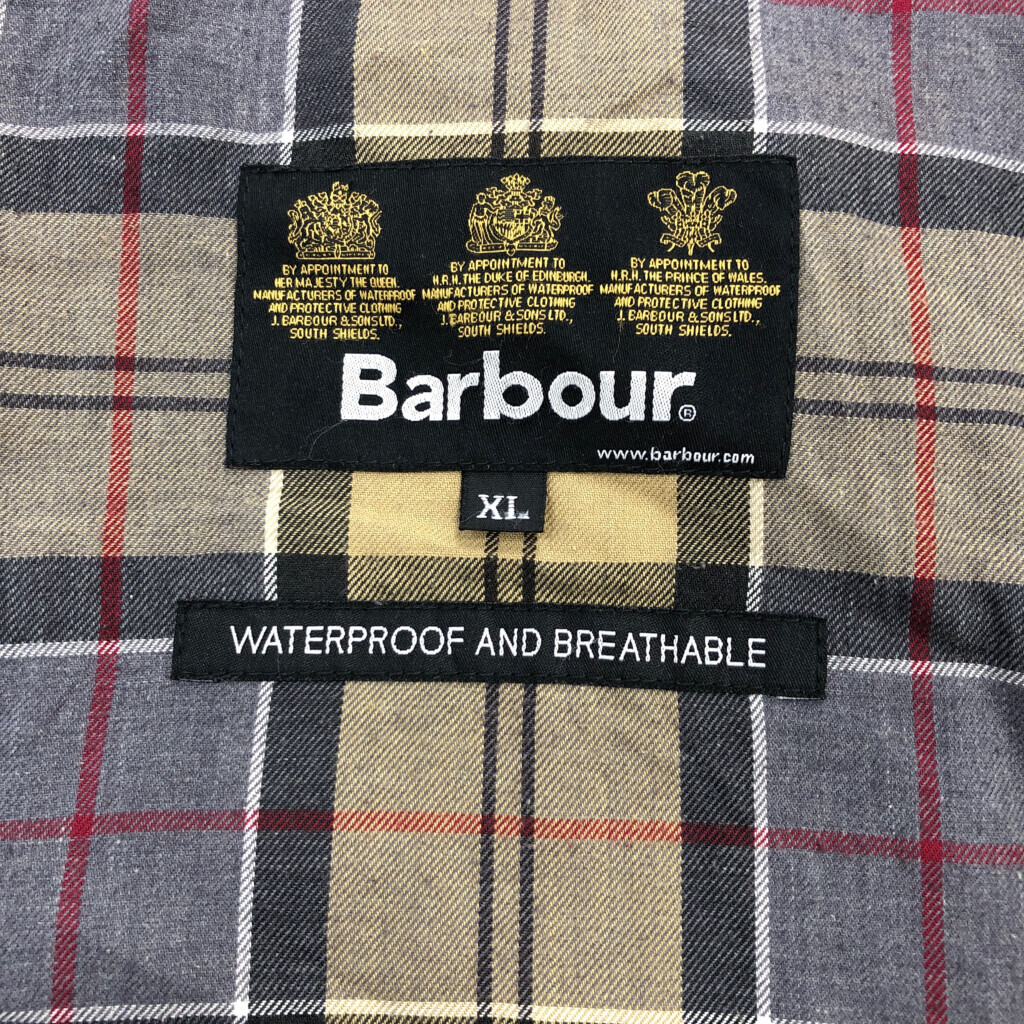 BY APPOINTMENT TO
HER MAJESTY THE QUEEN
MANUFACTURERS OF WATERPROOF
AND PROTECTIVE CLOTHING
J. BARBOUR & SONS LTD.,
SOUTH SHIELDS.
BY APPOINTMENT TO
H.R.H. THE DUKE OF EDINBURGH.
MANUFACTURERS OF WATERPROOF
AND PROTECTIVE CLOTHING
J. BARBOUR & SONS LTD.,
SOUTH SHIELDS.
BY APPOINTMENT TO
H.R.H. THE PRINCE OF WALES.
MANUFACTURERS OF WATERPROOF
AND PROTECTIVE CLOTHING
J. BARBOUR & SONS LTD.,
SOUTH SHIELDS.
Barbour®
www.barbour.com
XL
WATERPROOF AND BREATHABLE